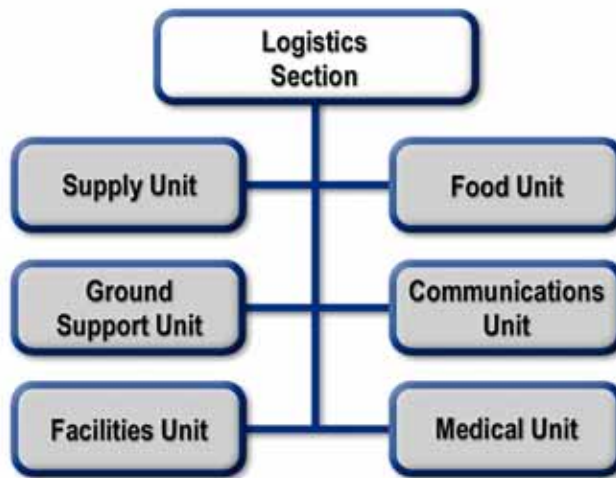 Logistics
Section
Supply Unit
Food Unit
Ground
Support Unit
Communications
Unit
Facilities Unit
Medical Unit